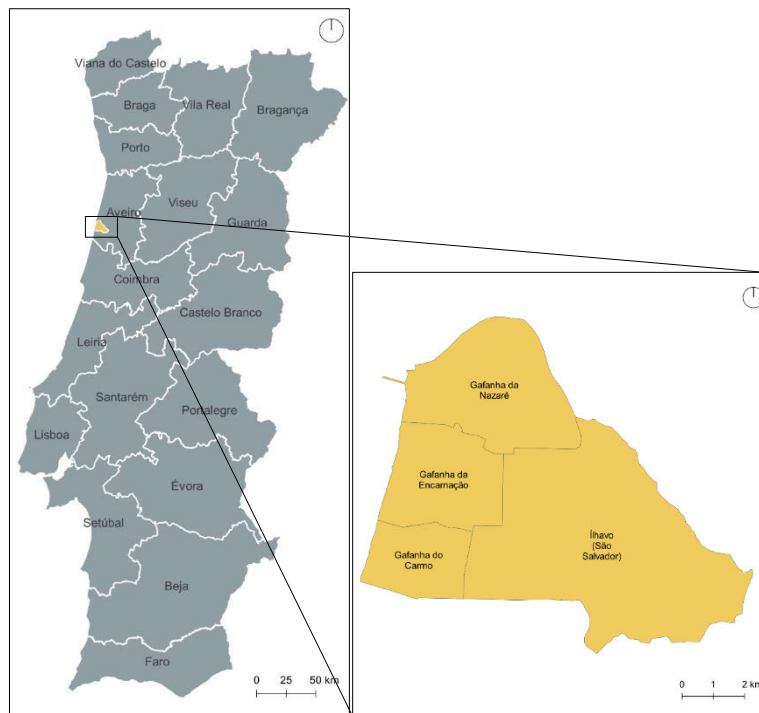 Viana do Castelo
Braga
Vila Real
Bragança
Porto
Aveiro
Viseu
Guarda
Coimbra
Castelo Branco
Leiria
Santarém
Portalegre
Lisboa
Évora
Setúbal
Beja
Faro
0 25 50 km
Gafanha da
Nazaré
Gafanha da
Encarnação
Ílhavo
(São
Salvador)
Gafanha do
Carmo
0 1 2 km